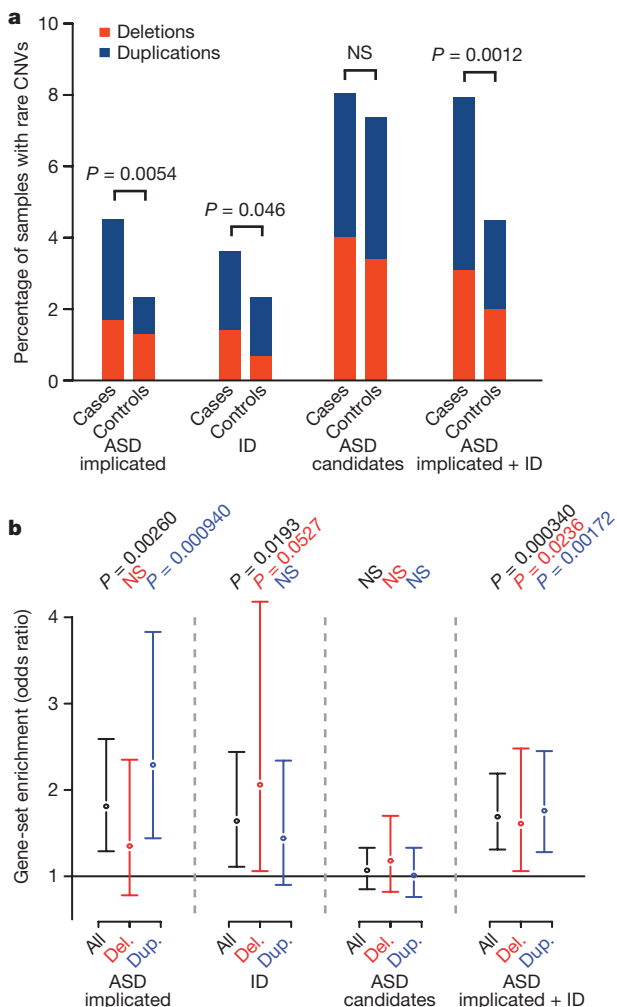 a
Deletions
Duplications
Percentage of samples with rare CNVs
10
8
6
4
2
0
P = 0.0054
P = 0.046
NS
P = 0.0012
Cases
Controls
Cases
Controls
Cases
Controls
Cases
Controls
ASD
implicated
ID
ASD
candidates
ASD
implicated + ID
b
P = 0.00260
NS
P = 0.000940
P = 0.0193
P = 0.0527
NS
NS
NS
NS
P = 0.000340
P = 0.0236
P = 0.00172
Gene-set enrichment (odds ratio)
4
3
2
1
All
Del.
Dup.
All
Del.
Dup.
All
Del.
Dup.
All
Del.
Dup.
ASD
implicated
ID
ASD
candidates
ASD
implicated + ID